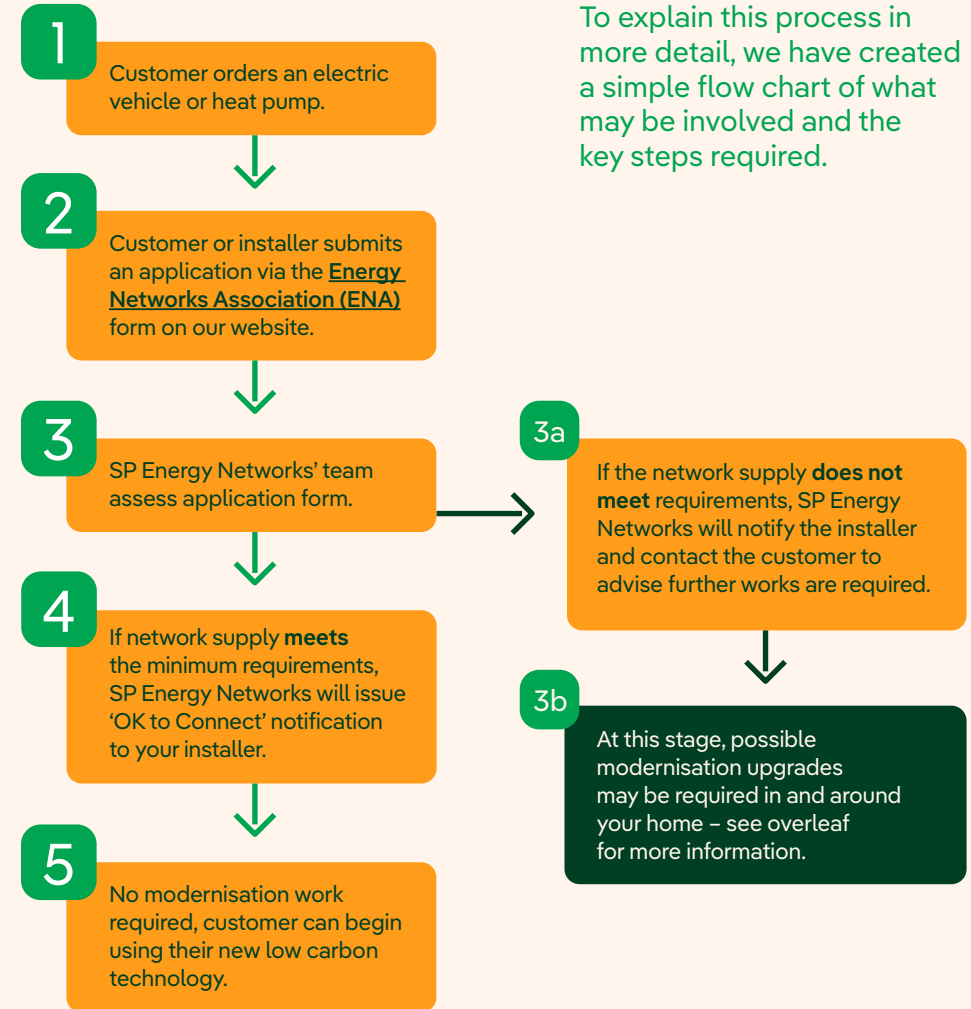 To explain this process in
more detail, we have created
a simple flow chart of what
may be involved and the
key steps required.
1
Customer orders an electric
vehicle or heat pump.
2
Customer or installer submits
an application via the Energy
Networks Association (ENA)
form on our website.
3
SP Energy Networks’ team
assess application form.
3a
If the network supply does not
meet requirements, SP Energy
Networks will notify the installer
and contact the customer to
advise further works are required.
3b
At this stage, possible
modernisation upgrades
may be required in and around
your home – see overleaf
for more information.
4
If network supply meets
the minimum requirements,
SP Energy Networks will issue
‘OK to Connect’ notification
to your installer.
5
No modernisation work
required, customer can begin
using their new low carbon
technology.